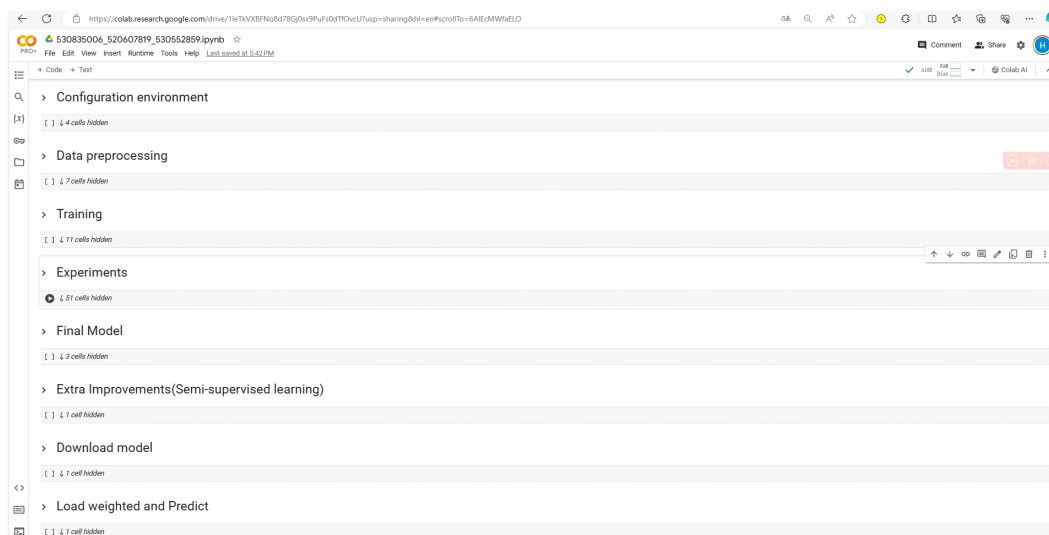 https://colab.research.google.com/drive/1IeTkVXBFNo8d78Gj0sx9PuFs0dTfOvcU?usp=sharing&hl=en#scrollTo=6AIEcMWfaELO
530835006_520607819_530552859.ipynb
PRO+ File Edit View Insert Runtime Tools Help Last saved at 5:42 PM
Comment Share H
+ Code + Text
A100 RAM Disk Colab AI
Configuration environment
[ ] ↳ 4 cells hidden
Data preprocessing
[ ] ↳ 7 cells hidden
Training
[ ] ↳ 11 cells hidden
Experiments
↳ 51 cells hidden
Final Model
[ ] ↳ 3 cells hidden
Extra Improvements(Semi-supervised learning)
[ ] ↳ 1 cell hidden
Download model
[ ] ↳ 1 cell hidden
Load weighted and Predict
[ ] ↳ 1 cell hidden